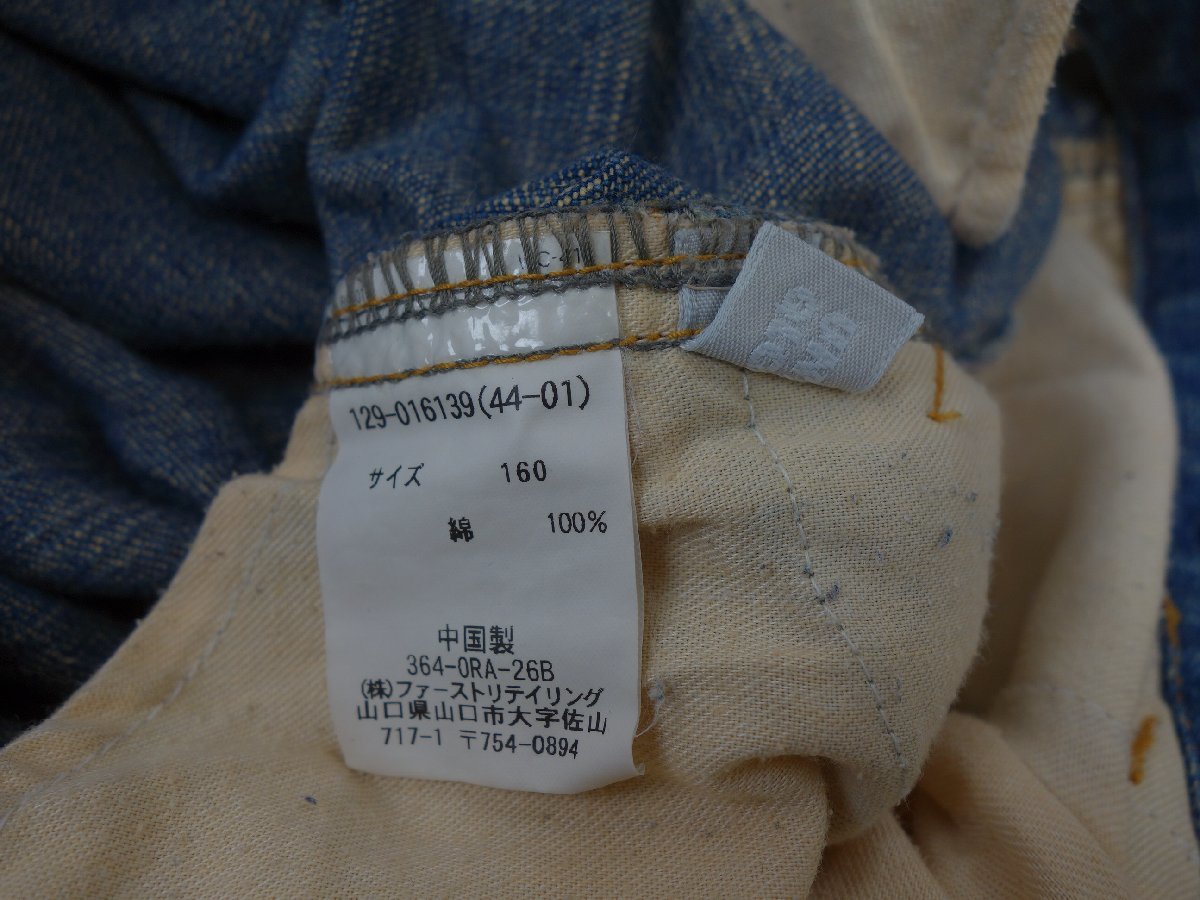 129-016139(44-01)
サイズ 160
綿 100%
中国製
364-0RA-26B
(株)ファーストリテイリング
山口県山口市大字佐山
717-1 〒754-0894